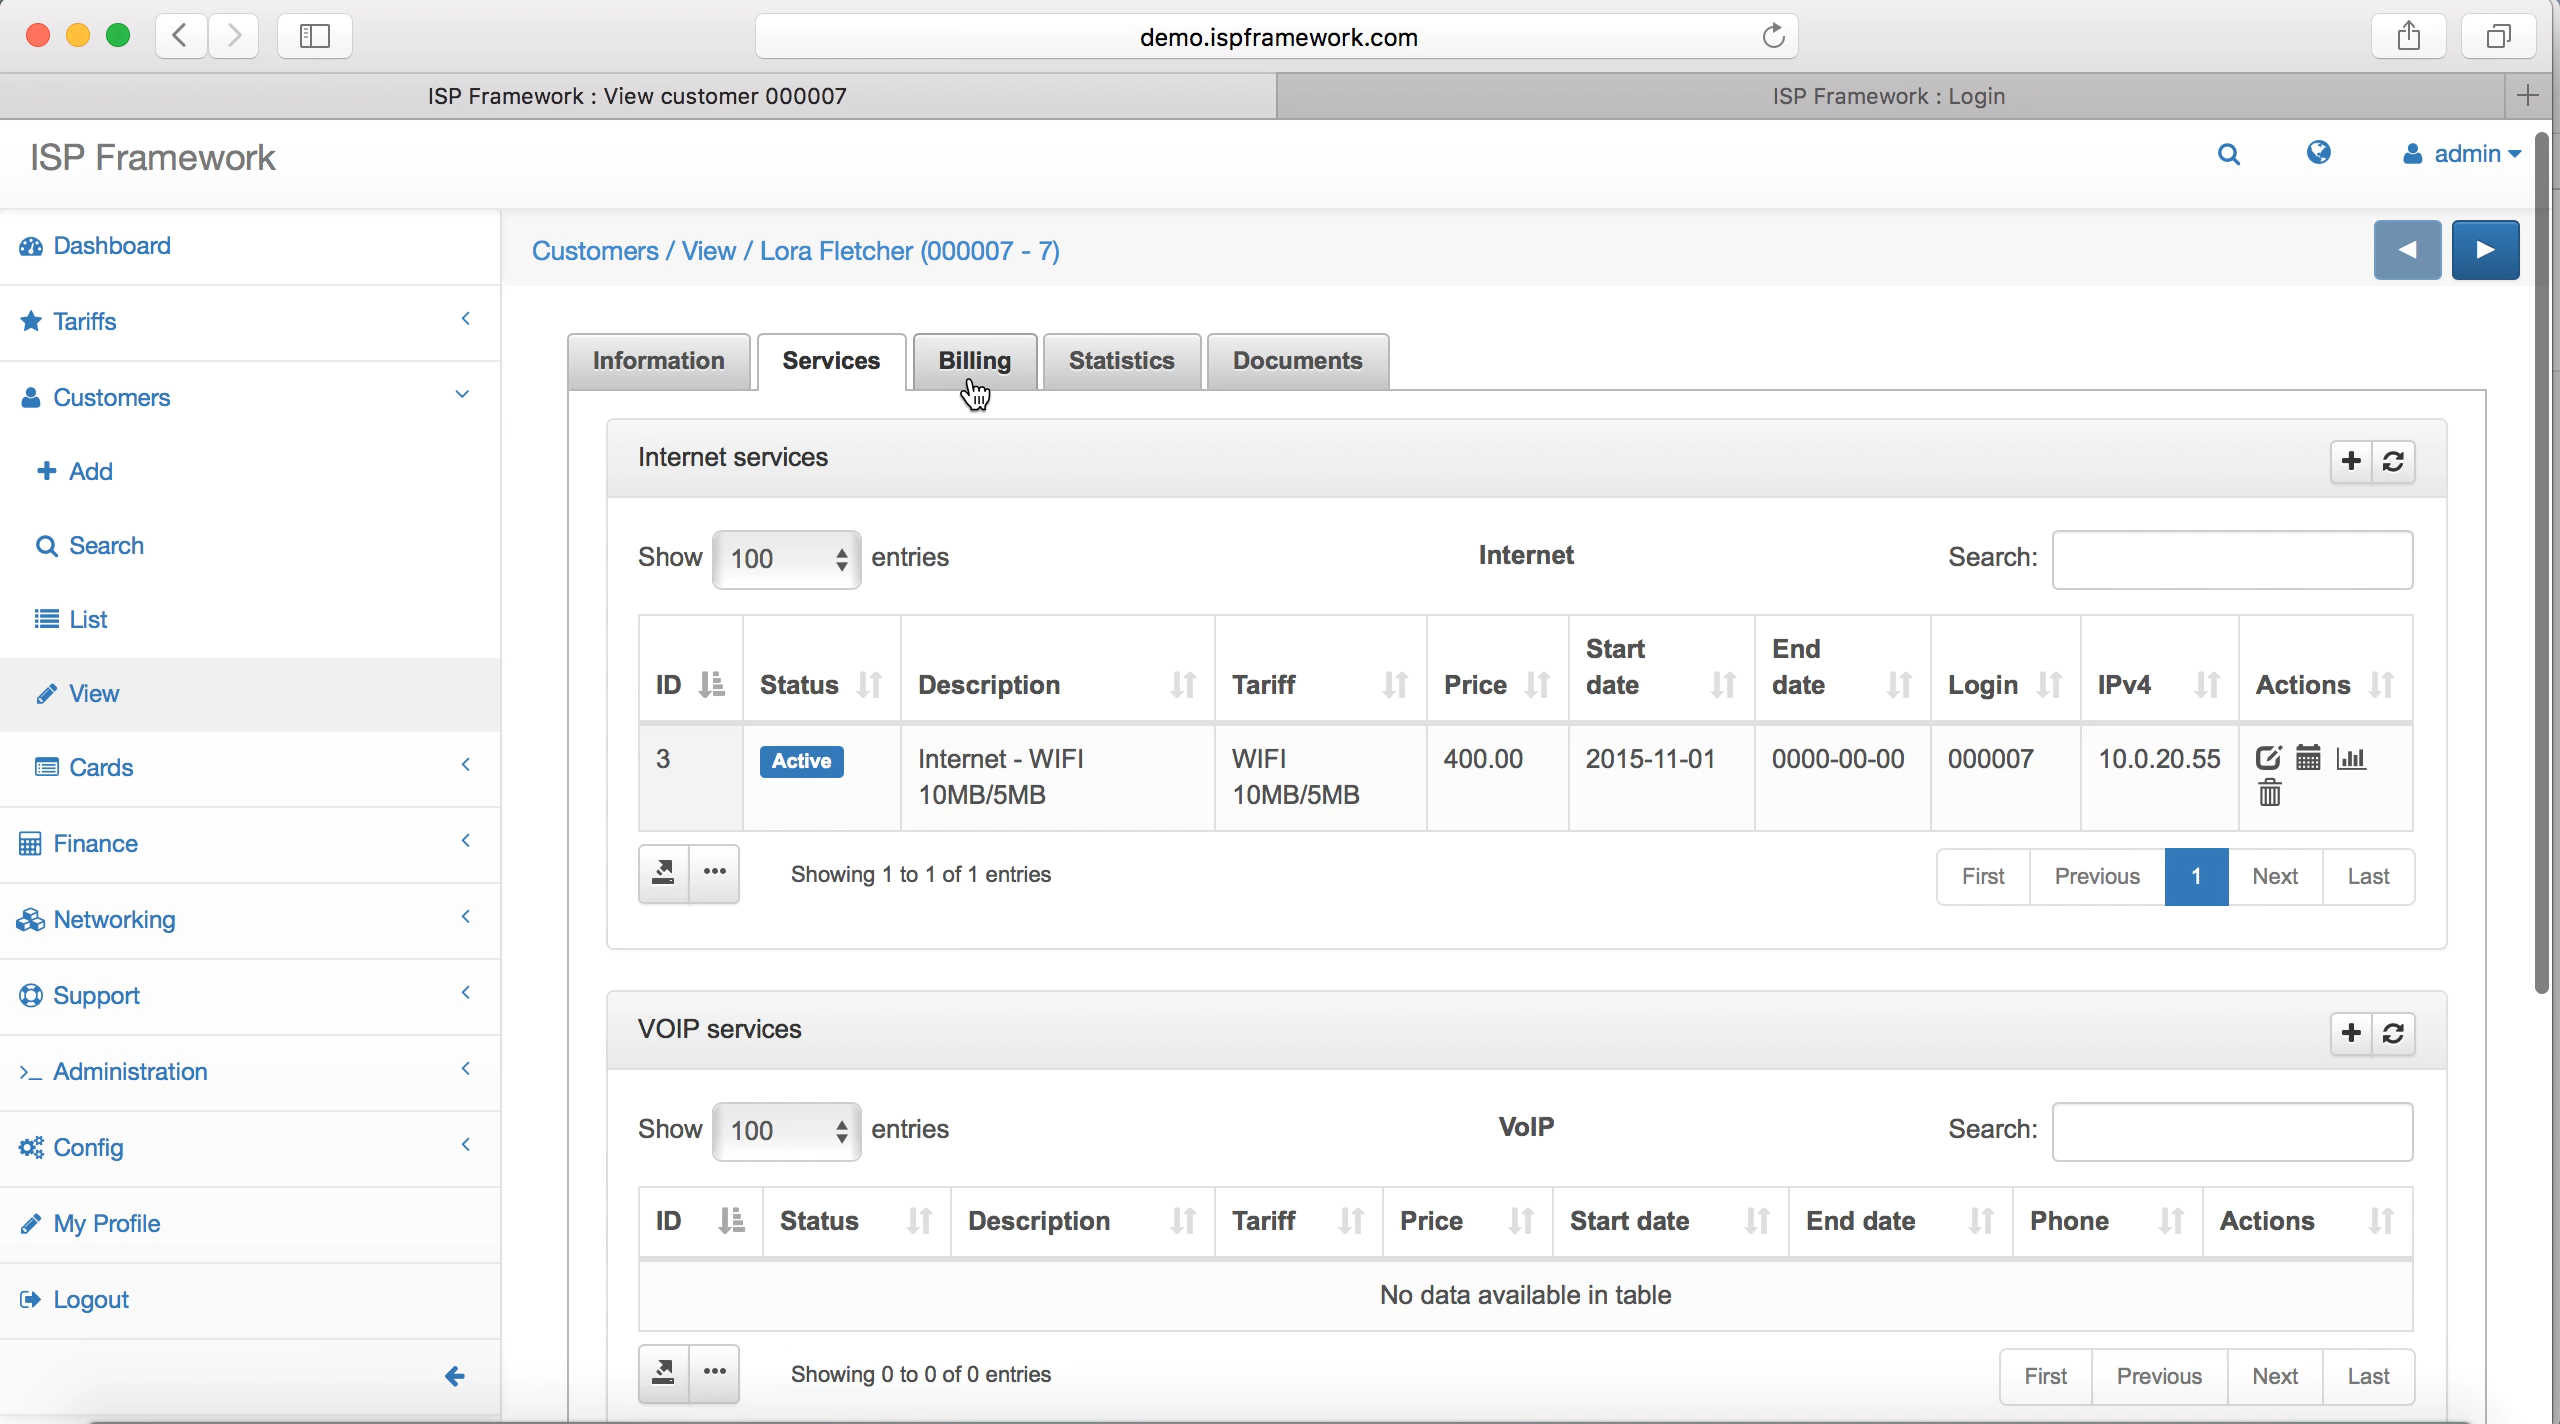 demo.ispframework.com
ISP Framework : View customer 000007
ISP Framework : Login
ISP Framework
admin
Dashboard
Customers / View / Lora Fletcher (000007 - 7)
Tariffs
Customers
Add
Search
List
View
Cards
Finance
Networking
Support
Administration
Config
My Profile
Logout
Information Services Billing Statistics Documents
Internet services
Show 100 entries Internet Search:
ID Status Description Tariff Price Start date End date Login IPv4 Actions
3 Active Internet - WIFI 10MB/5MB WIFI 10MB/5MB 400.00 2015-11-01 0000-00-00 000007 10.0.20.55
Showing 1 to 1 of 1 entries First Previous 1 Next Last
VOIP services
Show 100 entries VoIP Search:
ID Status Description Tariff Price Start date End date Phone Actions
No data available in table
Showing 0 to 0 of 0 entries First Previous Next Last